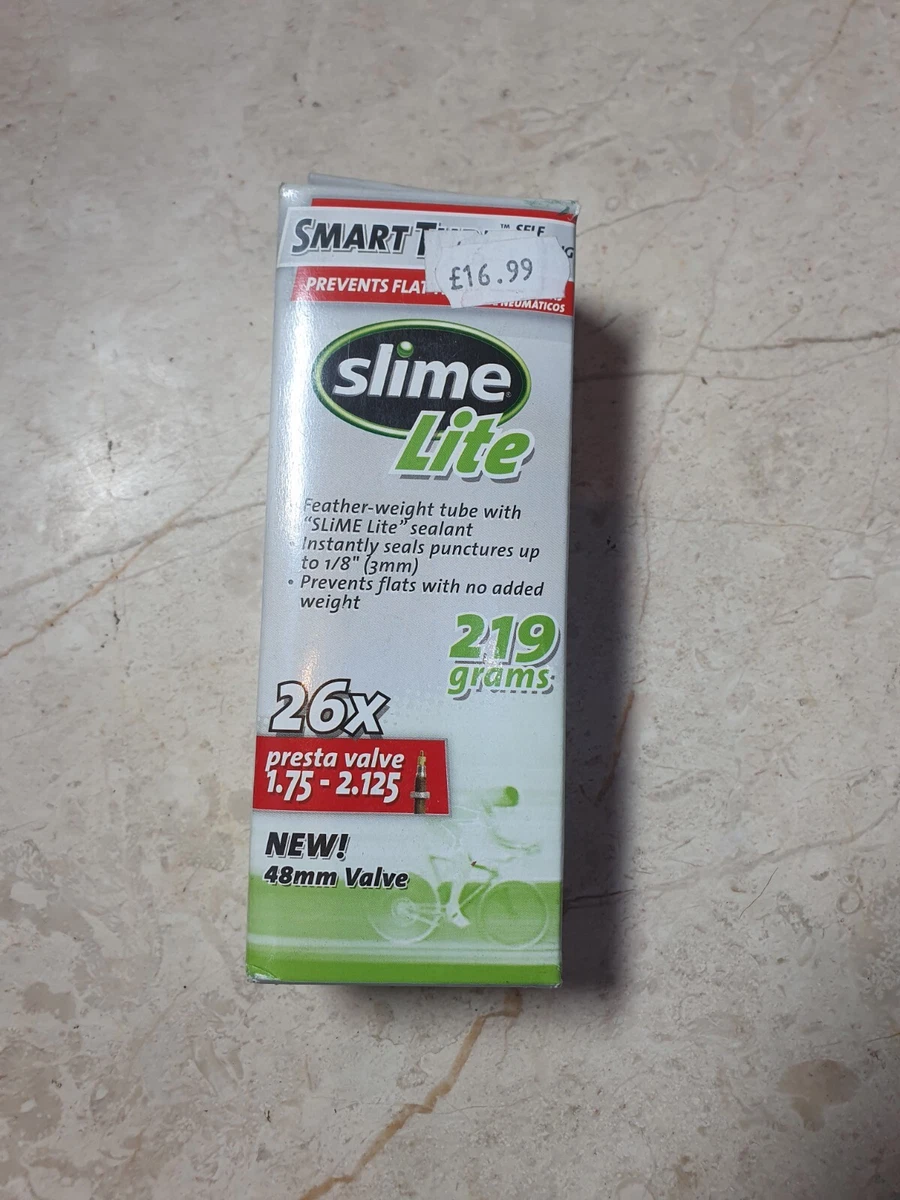 SMART ™ SELF
£16.99
PREVENTS FLAT
NEUMÁTICOS
slime®
Lite
Feather-weight tube with
"SLiME Lite" sealant
Instantly seals punctures up
to 1/8" (3mm)
• Prevents flats with no added
weight
219
grams
26x
presta valve
1.75 - 2.125
NEW!
48mm Valve